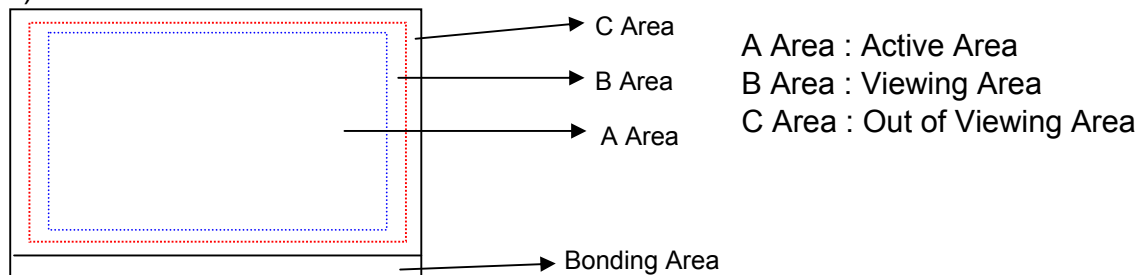 C Area
B Area
A Area
Bonding Area
A Area : Active Area
B Area : Viewing Area
C Area : Out of Viewing Area